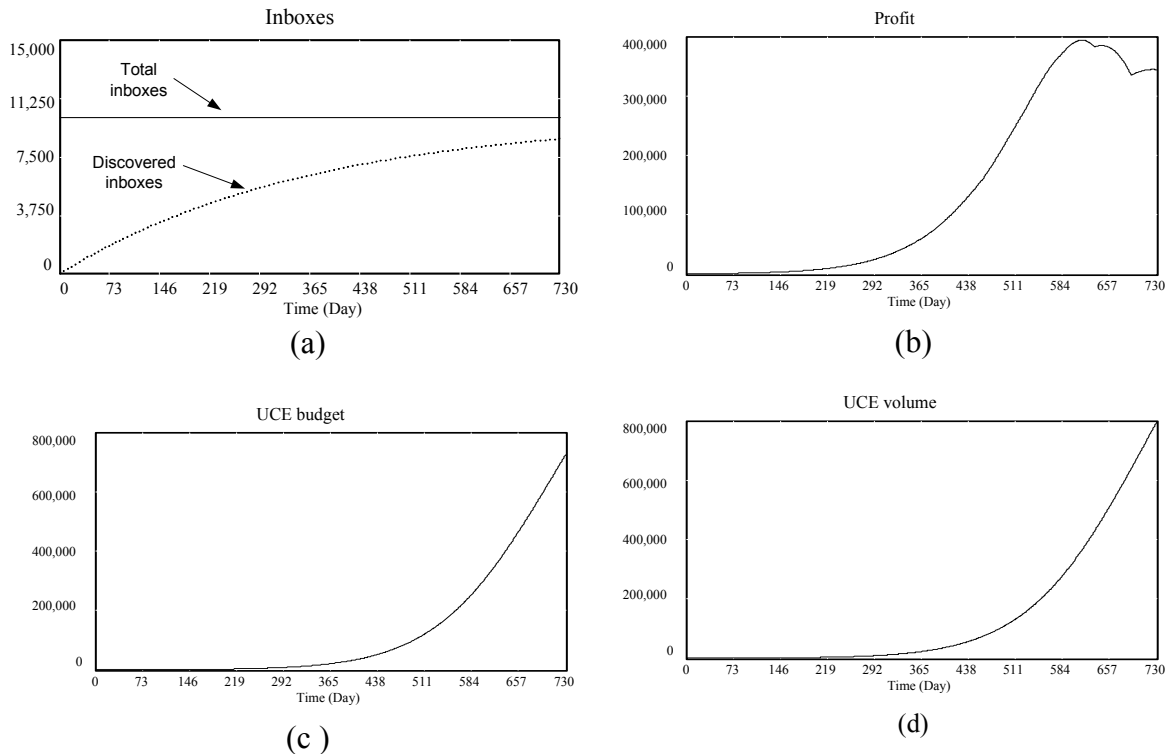 Inboxes
15,000
11,250
7,500
3,750
0
Total
inboxes
Discovered
inboxes
0 73 146 219 292 365 438 511 584 657 730
Time (Day)
(a)
Profit
400,000
300,000
200,000
100,000
0
0 73 146 219 292 365 438 511 584 657 730
Time (Day)
(b)
UCE budget
800,000
600,000
400,000
200,000
0
0 73 146 219 292 365 438 511 584 657 730
Time (Day)
(c )
UCE volume
800,000
600,000
400,000
200,000
0
0 73 146 219 292 365 438 511 584 657 730
Time (Day)
(d)